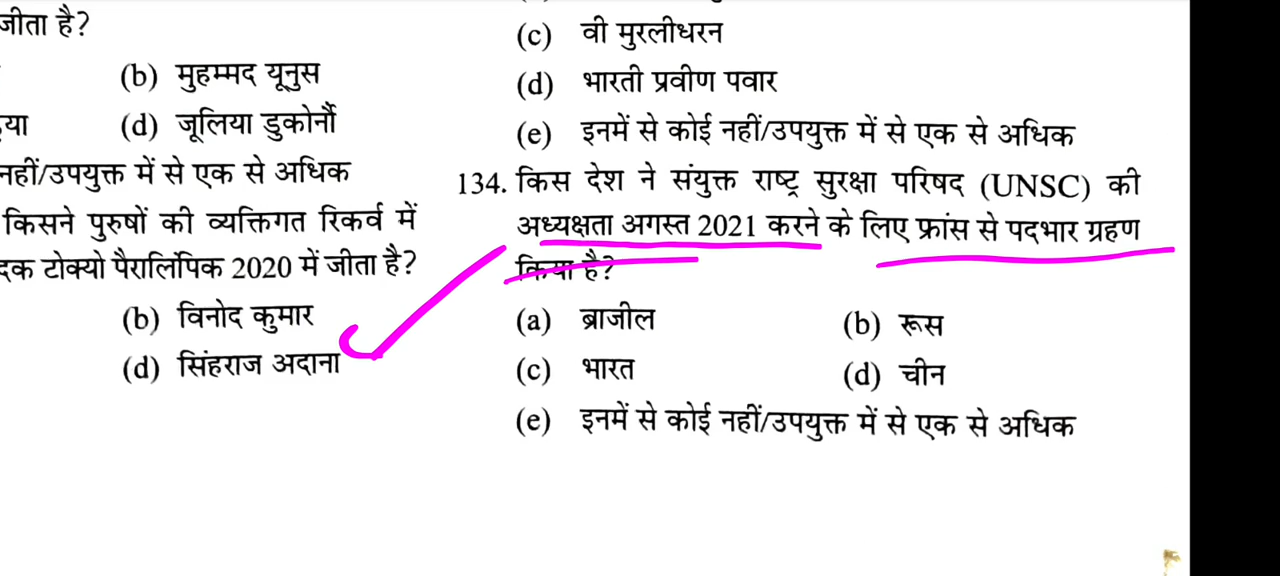 जीता है?
(b) मुहम्मद यूनुस
(d) जूलिया डुकोर्नौ
नहीं/उपयुक्त में से एक से अधिक
किसने पुरुषों की व्यक्तिगत रिकर्व में
टोक्यो पैरालिंपिक 2020 में जीता है?
(b) विनोद कुमार
(d) सिंहराज अदाना
(c) वी मुरलीधरन
(d) भारती प्रवीण पवार
(e) इनमें से कोई नहीं/उपयुक्त में से एक से अधिक
134. किस देश ने संयुक्त राष्ट्र सुरक्षा परिषद (UNSC) की
अध्यक्षता अगस्त 2021 करने के लिए फ्रांस से पदभार ग्रहण
किया है?
(a) ब्राजील (b) रूस
(c) भारत (d) चीन
(e) इनमें से कोई नहीं/उपयुक्त में से एक से अधिक